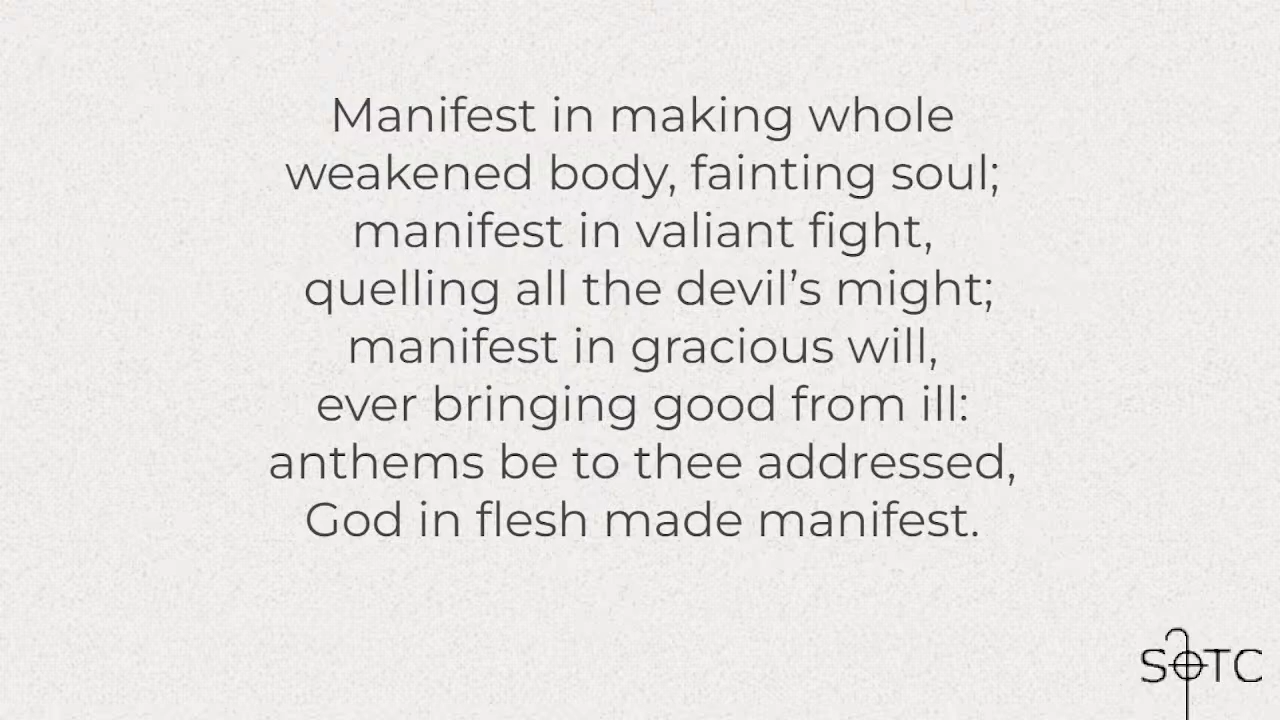 Manifest in making whole
weakened body, fainting soul;
manifest in valiant fight,
quelling all the devil’s might;
manifest in gracious will,
ever bringing good from ill:
anthems be to thee addressed,
God in flesh made manifest.
SOTC